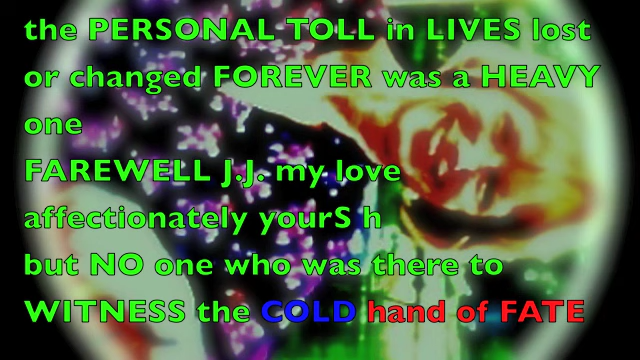 the PERSONAL TOLL in LIVES lost
or changed FOREVER was a HEAVY
one
FAREWELL J.J. my love
affectionately yourS h
but NO one who was there to
WITNESS the COLD hand of FATE